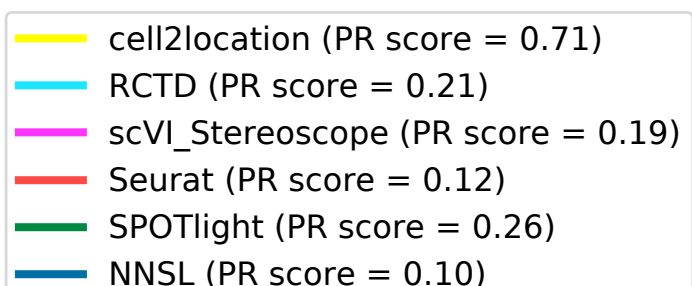 cell2location (PR score = 0.71)
RCTD (PR score = 0.21)
scVI_Stereoscope (PR score = 0.19)
Seurat (PR score = 0.12)
SPOTlight (PR score = 0.26)
NNSL (PR score = 0.10)